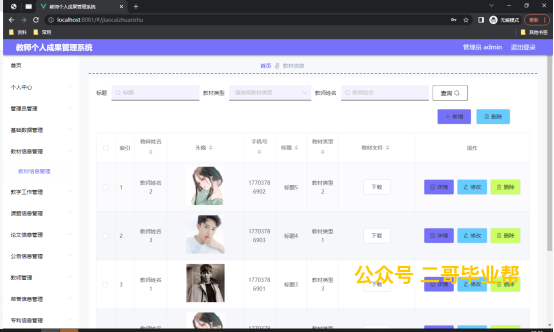 教师个人成果管理系统
localhost:8081/#/jiaocaizhuanzhu
无痕模式
更新
资料
常用
其他书签
教师个人成果管理系统
管理员 admin
退出登录
首页
首页
教材信息
个人中心
管理员管理
基础数据管理
教材信息管理
教材信息管理
教学工作管理
课题信息管理
论文信息管理
公告信息管理
教师管理
荣誉信息管理
专利信息管理
标题 标题 教材类型 请选择教材类型 教师姓名 教师姓名 查询
新增 删除
索引 教师姓名 头像 手机号 标题 教材类型 教材文件 操作
1 教师姓名2 17703786902 标题5 教材类型2 下载 详情 修改 删除
2 教师姓名3 17703786903 标题4 教材类型1 下载 详情 修改 删除
3 教师姓名1 17703786901 标题3 教材类型3 下载 详情 修改 删除
公众号 二哥毕业帮